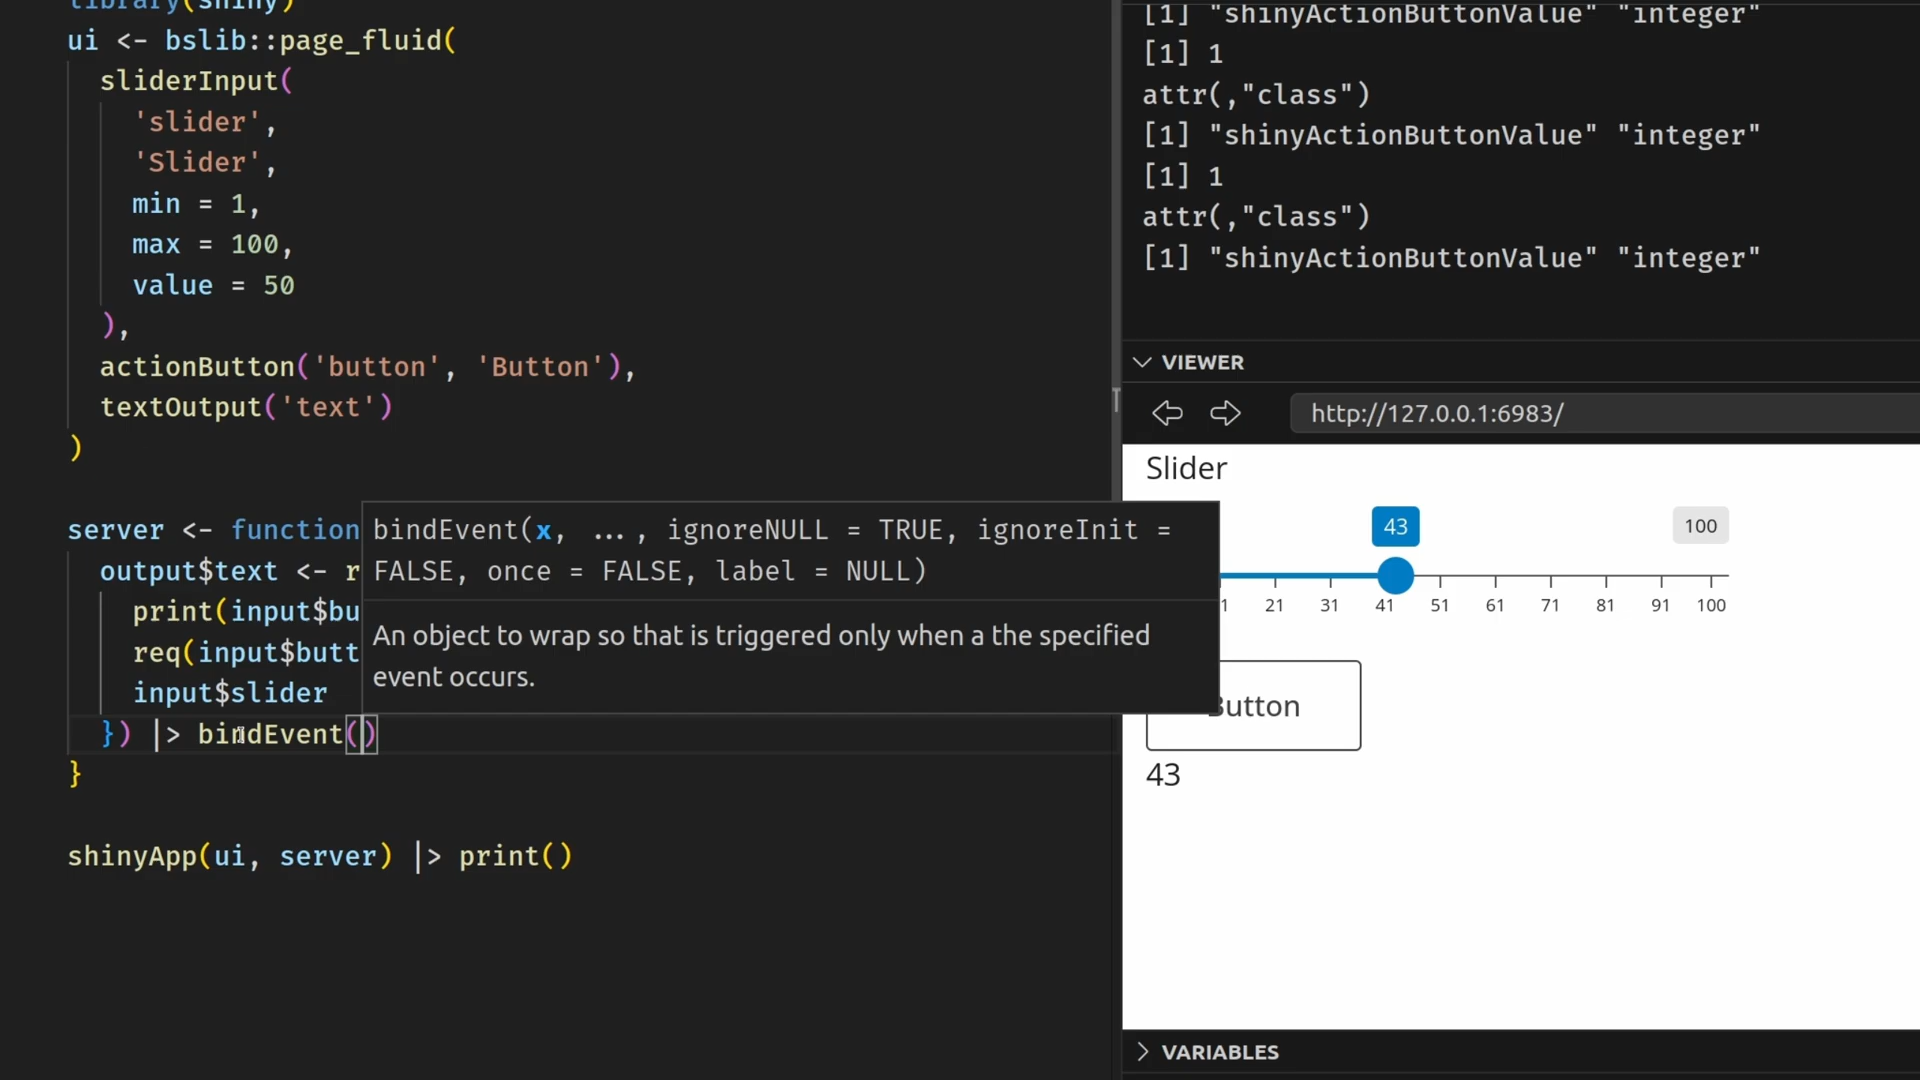 library(shiny)
ui <- bslib::page_fluid(
sliderInput(
'slider',
'Slider',
min = 1,
max = 100,
value = 50
),
actionButton('button', 'Button'),
textOutput('text')
)
server <- function
output$text <- r
print(input$bu
req(input$butt
input$slider
}) |> bindEvent()
}
shinyApp(ui, server) |> print()
bindEvent(x, ..., ignoreNULL = TRUE, ignoreInit =
FALSE, once = FALSE, label = NULL)
An object to wrap so that is triggered only when a the specified
event occurs.
[1] "shinyActionButtonValue" "integer"
[1] 1
attr(,"class")
[1] "shinyActionButtonValue" "integer"
[1] 1
attr(,"class")
[1] "shinyActionButtonValue" "integer"
VIEWER
http://127.0.0.1:6983/
Slider
43 100
1 21 31 41 51 61 71 81 91 100
Button
43
VARIABLES